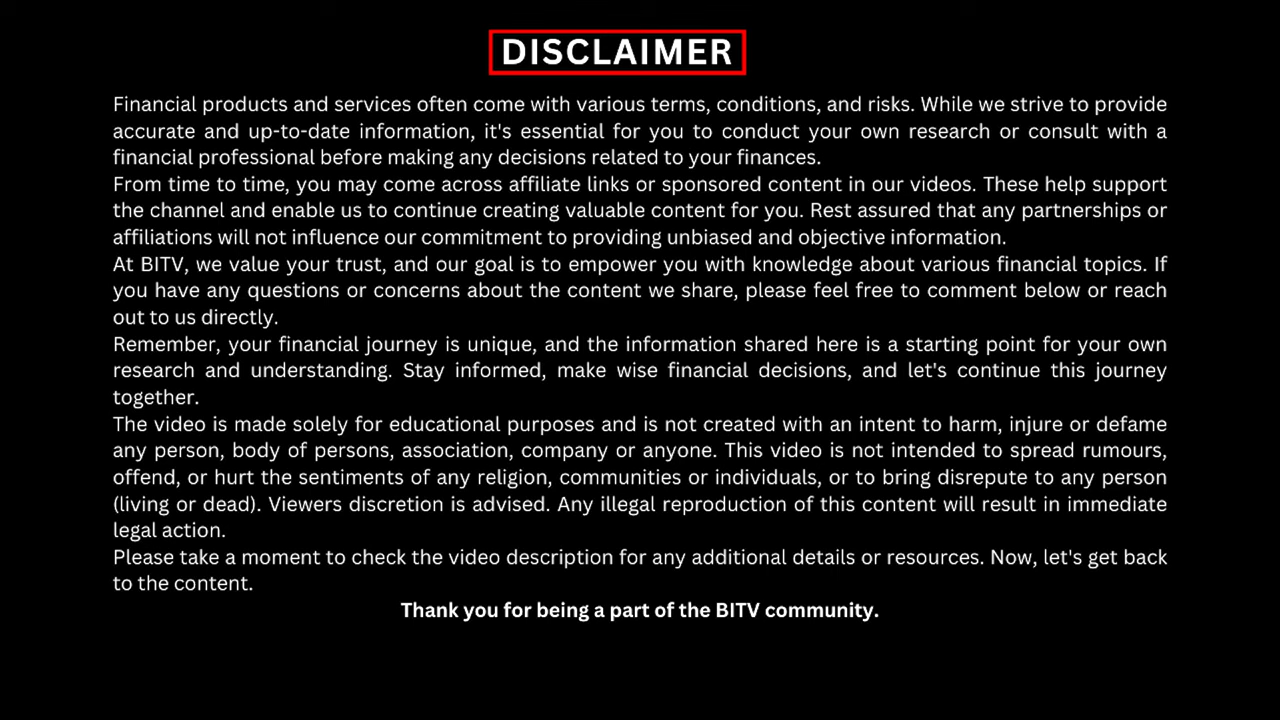 DISCLAIMER
Financial products and services often come with various terms, conditions, and risks. While we strive to provide
accurate and up-to-date information, it's essential for you to conduct your own research or consult with a
financial professional before making any decisions related to your finances.
From time to time, you may come across affiliate links or sponsored content in our videos. These help support
the channel and enable us to continue creating valuable content for you. Rest assured that any partnerships or
affiliations will not influence our commitment to providing unbiased and objective information.
At BITV, we value your trust, and our goal is to empower you with knowledge about various financial topics. If
you have any questions or concerns about the content we share, please feel free to comment below or reach
out to us directly.
Remember, your financial journey is unique, and the information shared here is a starting point for your own
research and understanding. Stay informed, make wise financial decisions, and let's continue this journey
together.
The video is made solely for educational purposes and is not created with an intent to harm, injure or defame
any person, body of persons, association, company or anyone. This video is not intended to spread rumours,
offend, or hurt the sentiments of any religion, communities or individuals, or to bring disrepute to any person
(living or dead). Viewers discretion is advised. Any illegal reproduction of this content will result in immediate
legal action.
Please take a moment to check the video description for any additional details or resources. Now, let's get back
to the content.
Thank you for being a part of the BITV community.